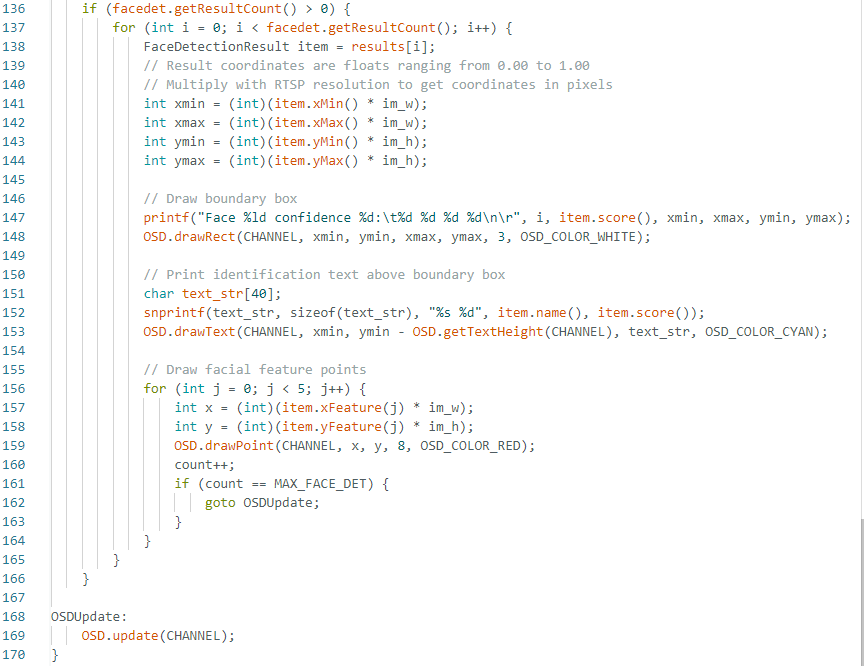 136 if (facedet.getResultCount() > 0) {
137 for (int i = 0; i < facedet.getResultCount(); i++) {
138 FaceDetectionResult item = results[i];
139 // Result coordinates are floats ranging from 0.00 to 1.00
140 // Multiply with RTSP resolution to get coordinates in pixels
141 int xmin = (int)(item.xMin() * im_w);
142 int xmax = (int)(item.xMax() * im_w);
143 int ymin = (int)(item.yMin() * im_h);
144 int ymax = (int)(item.yMax() * im_h);
145
146 // Draw boundary box
147 printf("Face %ld confidence %d:\t%d %d %d %d\n\r", i, item.score(), xmin, xmax, ymin, ymax);
148 OSD.drawRect(CHANNEL, xmin, ymin, xmax, ymax, 3, OSD_COLOR_WHITE);
149
150 // Print identification text above boundary box
151 char text_str[40];
152 snprintf(text_str, sizeof(text_str), "%s %d", item.name(), item.score());
153 OSD.drawText(CHANNEL, xmin, ymin - OSD.getTextHeight(CHANNEL), text_str, OSD_COLOR_CYAN);
154
155 // Draw facial feature points
156 for (int j = 0; j < 5; j++) {
157 int x = (int)(item.xFeature(j) * im_w);
158 int y = (int)(item.yFeature(j) * im_h);
159 OSD.drawPoint(CHANNEL, x, y, 8, OSD_COLOR_RED);
160 count++;
161 if (count == MAX_FACE_DET) {
162 goto OSDUpdate;
163 }
164 }
165 }
166 }
167
168 OSDUpdate:
169 OSD.update(CHANNEL);
170 }